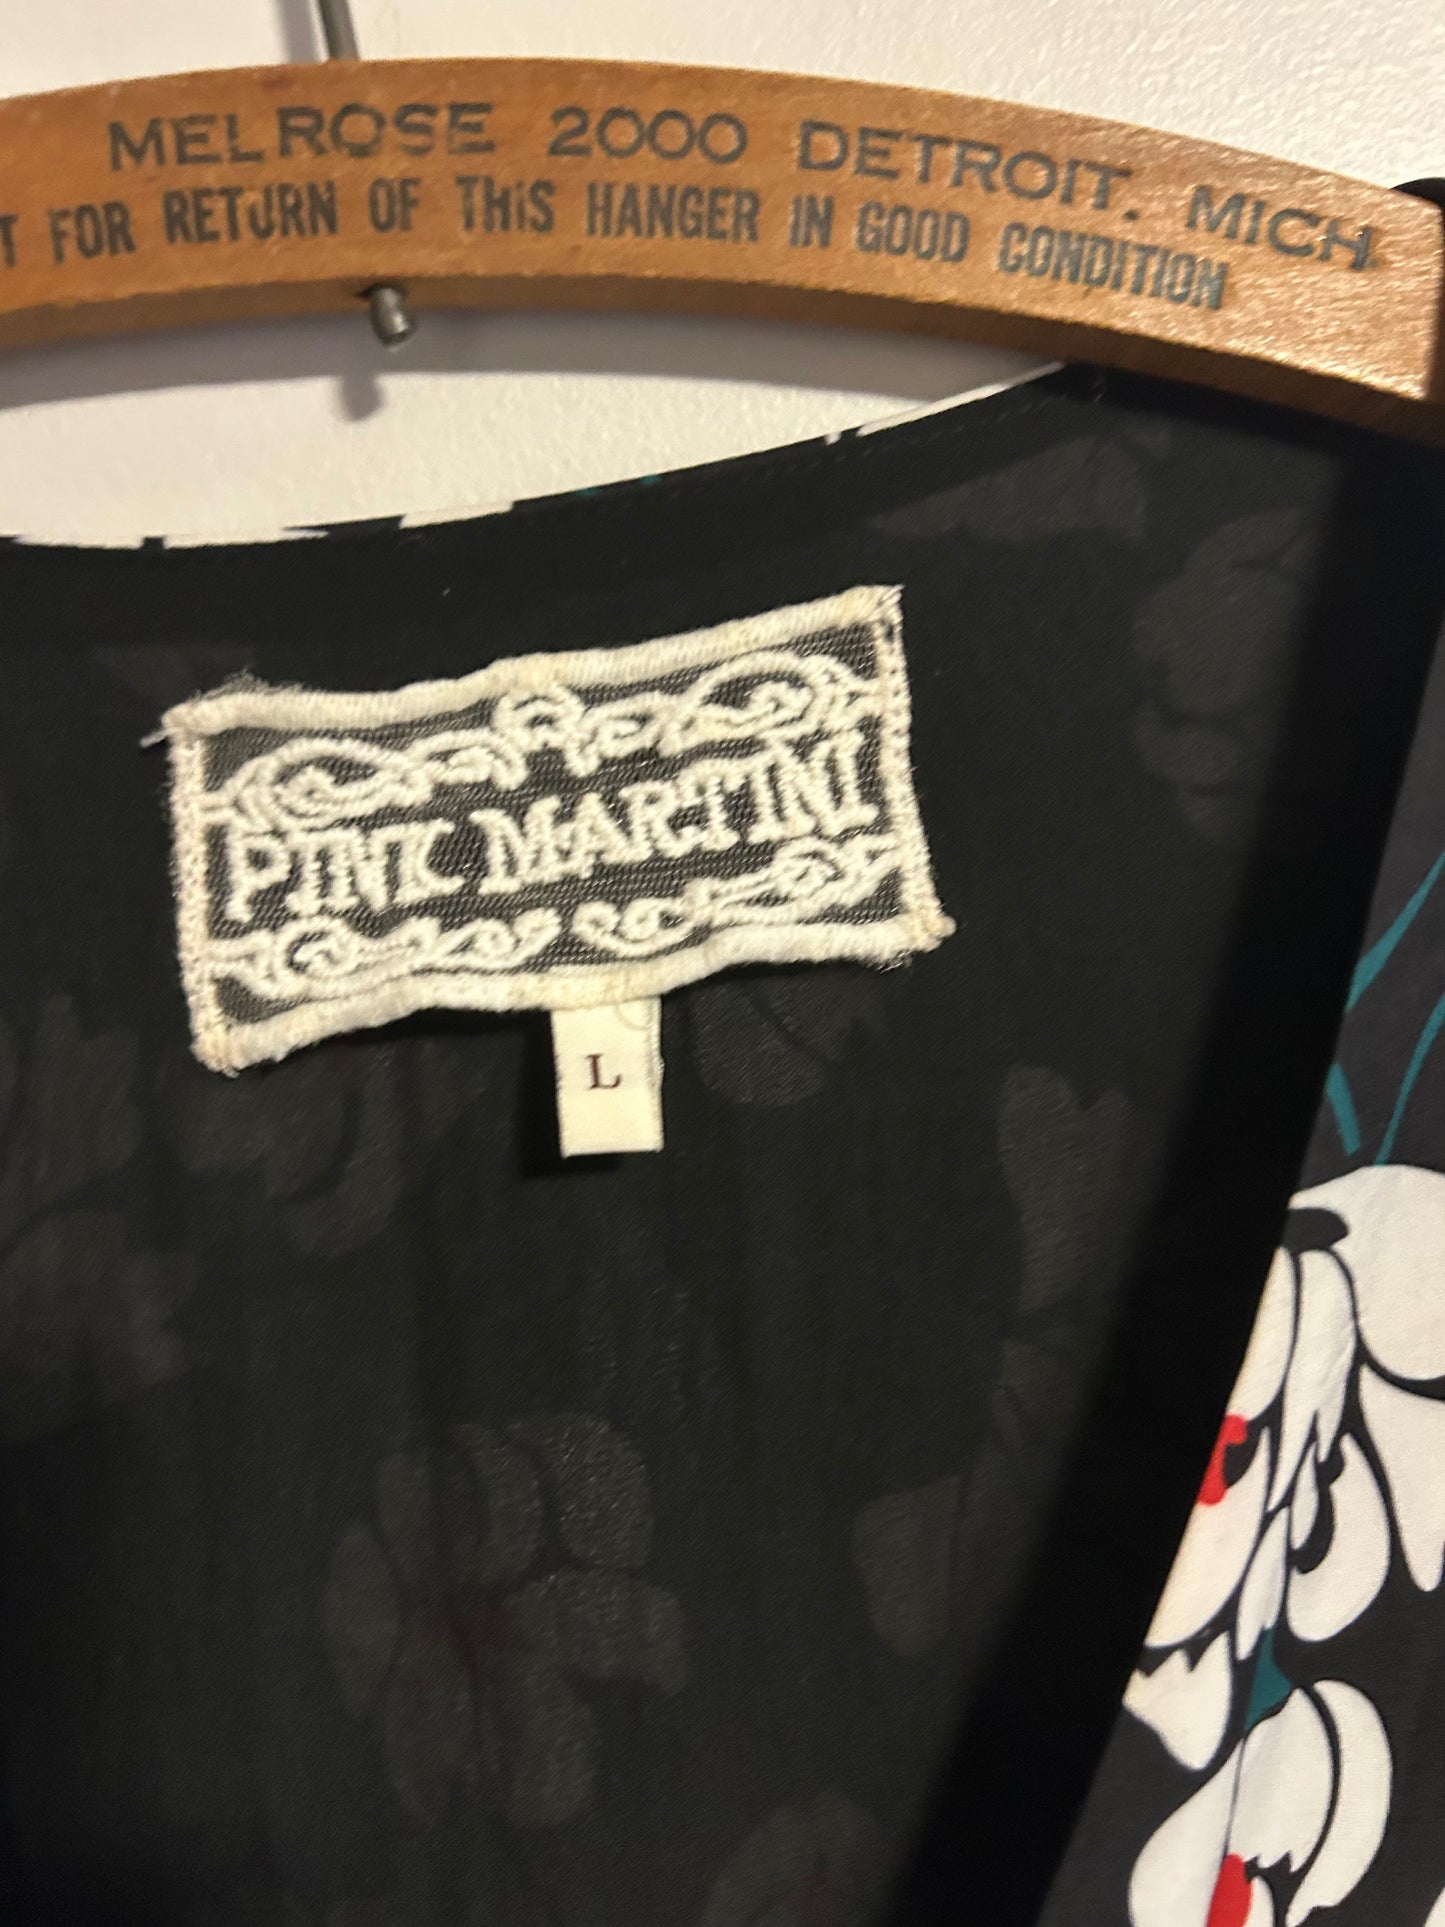 MELROSE 2000 DETROIT. MICH.
T FOR RETURN OF THIS HANGER IN GOOD CONDITION
PINK MARTINI
L